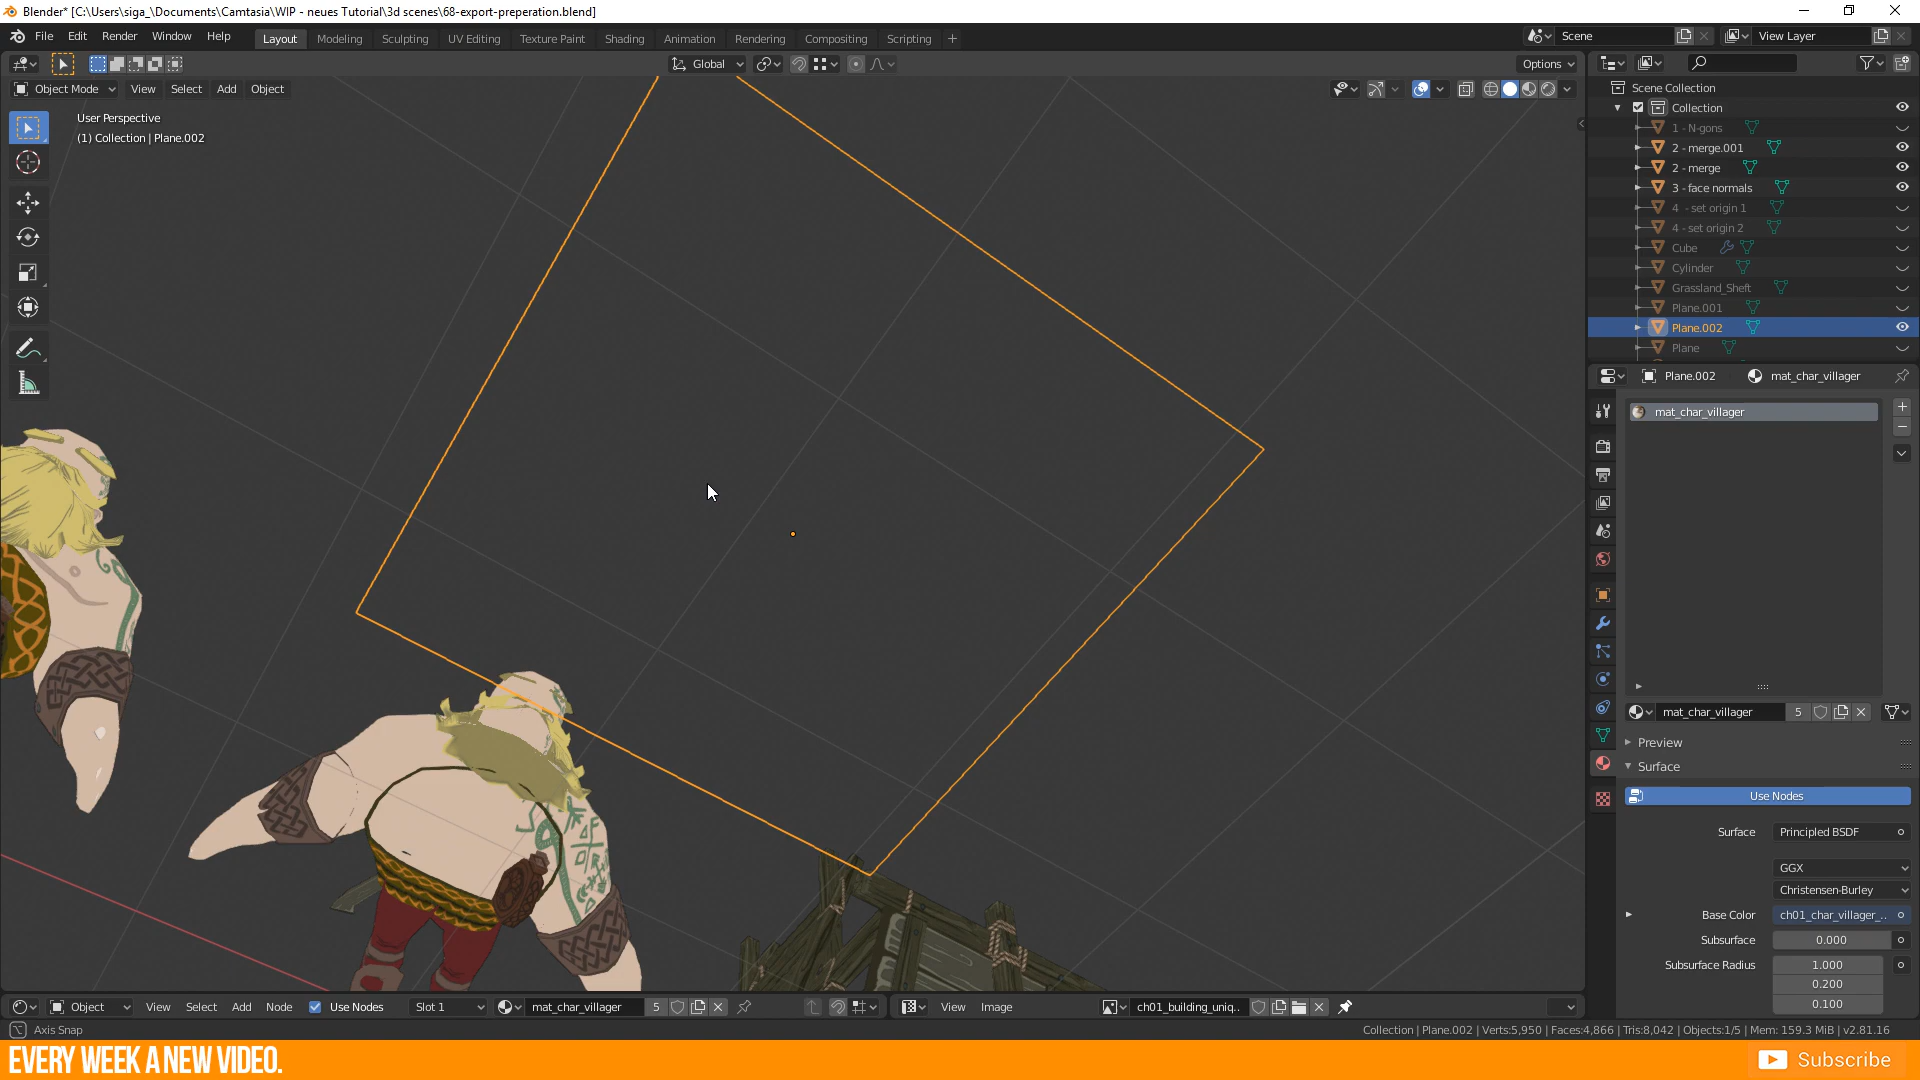 Blender* [C:\Users\siga_\Documents\Camtasia\WIP - neues Tutorial\3d scenes\68-export-preperation.blend]
File Edit Render Window Help
Layout Modeling Sculpting UV Editing Texture Paint Shading Animation Rendering Compositing Scripting +
Scene
View Layer
Global
Options
Object Mode View Select Add Object
User Perspective
(1) Collection | Plane.002
Scene Collection
Collection
1 - N-gons
2 - merge.001
2 - merge
3 - face normals
4 - set origin 1
4 - set origin 2
Cube
Cylinder
Grassland_Sheft
Plane.001
Plane.002
Plane
Plane.002 mat_char_villager
mat_char_villager
mat_char_villager 5
Preview
Surface
Use Nodes
Surface Principled BSDF
GGX
Christensen-Burley
Base Color ch01_char_villager_..
Subsurface 0.000
Subsurface Radius 1.000
0.200
0.100
Object View Select Add Node Use Nodes Slot 1 mat_char_villager 5
View Image ch01_building_uniq..
Axis Snap
Collection | Plane.002 | Verts:5,950 | Faces:4,866 | Tris:8,042 | Objects:1/5 | Mem: 159.3 MiB | v2.81.16
EVERY WEEK A NEW VIDEO.
Subscribe